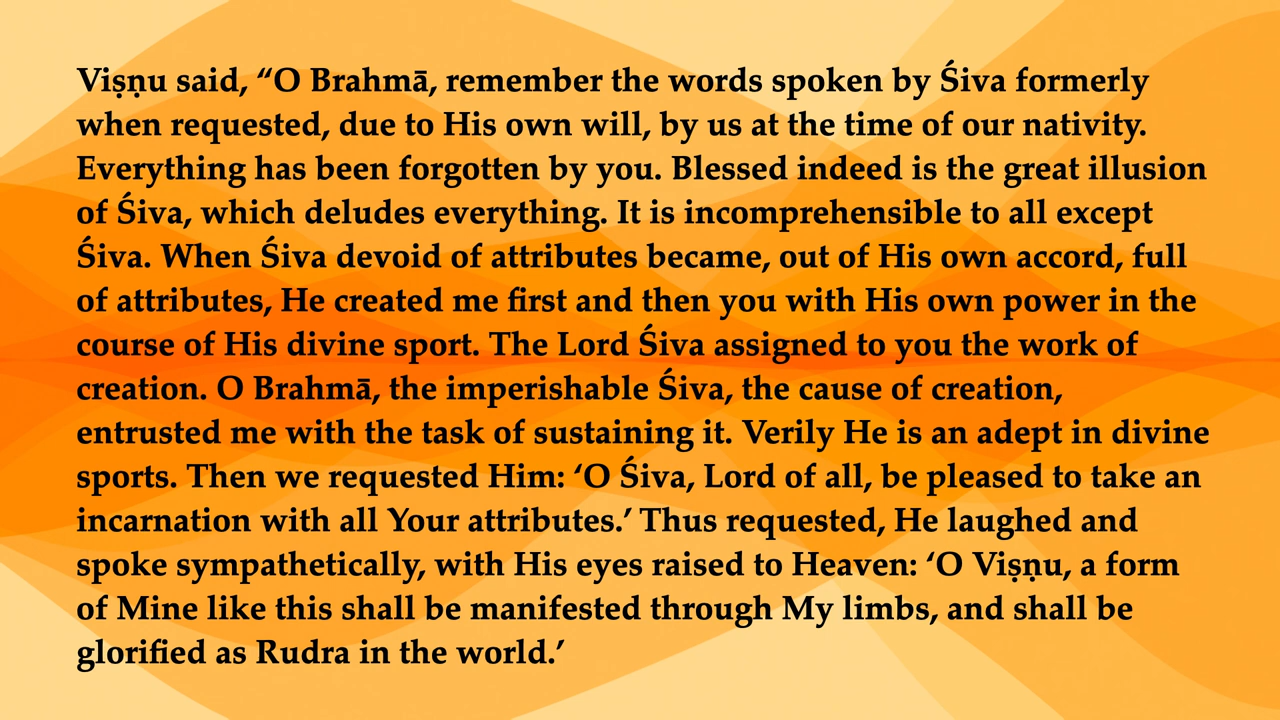 Viṣṇu said, “O Brahmā, remember the words spoken by Śiva formerly
when requested, due to His own will, by us at the time of our nativity.
Everything has been forgotten by you. Blessed indeed is the great illusion
of Śiva, which deludes everything. It is incomprehensible to all except
Śiva. When Śiva devoid of attributes became, out of His own accord, full
of attributes, He created me first and then you with His own power in the
course of His divine sport. The Lord Śiva assigned to you the work of
creation. O Brahmā, the imperishable Śiva, the cause of creation,
entrusted me with the task of sustaining it. Verily He is an adept in divine
sports. Then we requested Him: ‘O Śiva, Lord of all, be pleased to take an
incarnation with all Your attributes.’ Thus requested, He laughed and
spoke sympathetically, with His eyes raised to Heaven: ‘O Viṣṇu, a form
of Mine like this shall be manifested through My limbs, and shall be
glorified as Rudra in the world.’